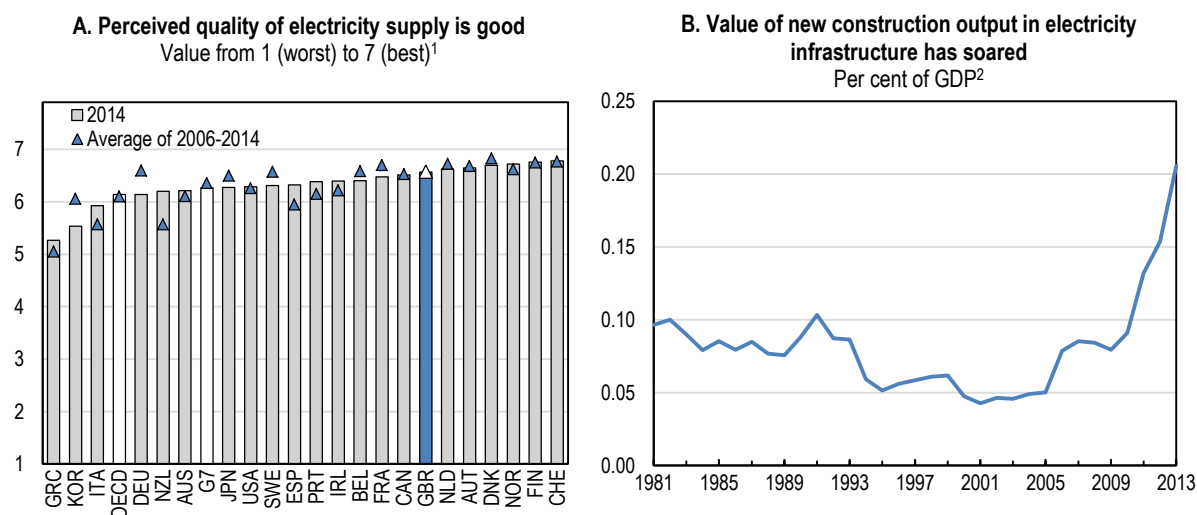 A. Perceived quality of electricity supply is good
Value from 1 (worst) to 7 (best)¹
2014
Average of 2006-2014
7
6
5
4
3
2
1
GRC
KOR
ITA
OECD
DEU
NZL
AUS
G7
JPN
USA
SWE
ESP
PRT
IRL
BEL
FRA
CAN
GBR
NLD
AUT
DNK
NOR
FIN
CHE
B. Value of new construction output in electricity
infrastructure has soared
Per cent of GDP²
0.25
0.20
0.15
0.10
0.05
0.00
1981 1985 1989 1993 1997 2001 2005 2009 2013